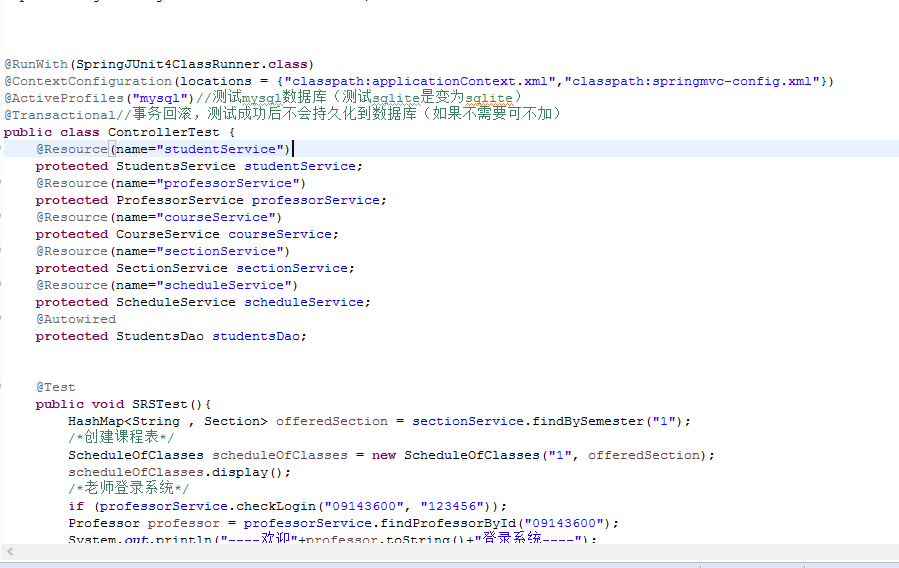 @RunWith(SpringJUnit4ClassRunner.class)
@ContextConfiguration(locations = {"classpath:applicationContext.xml","classpath:springmvc-config.xml"})
@ActiveProfiles("mysql")//测试mysql数据库（测试sqlite是变为sqlite）
@Transactional//事务回滚，测试成功后不会持久化到数据库（如果不需要可不加）
public class ControllerTest {
@Resource(name="studentService")
protected StudentsService studentService;
@Resource(name="professorService")
protected ProfessorService professorService;
@Resource(name="courseService")
protected CourseService courseService;
@Resource(name="sectionService")
protected SectionService sectionService;
@Resource(name="scheduleService")
protected ScheduleService scheduleService;
@Autowired
protected StudentsDao studentsDao;
@Test
public void SRSTest(){
HashMap<String , Section> offeredSection = sectionService.findBySemester("1");
/*创建课程表*/
ScheduleOfClasses scheduleOfClasses = new ScheduleOfClasses("1", offeredSection);
scheduleOfClasses.display();
/*老师登录系统*/
if (professorService.checkLogin("09143600", "123456"));
Professor professor = professorService.findProfessorById("09143600");
System.out.println("----欢迎"+professor.toString()+"登录系统----");